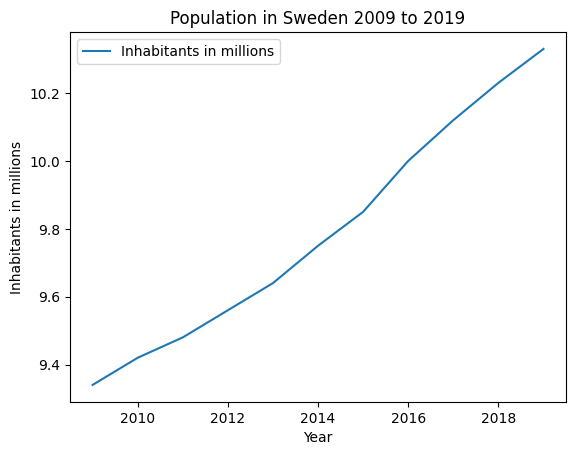 Population in Sweden 2009 to 2019
Inhabitants in millions
10.2
10.0
9.8
9.6
9.4
Inhabitants in millions
2010 2012 2014 2016 2018
Year